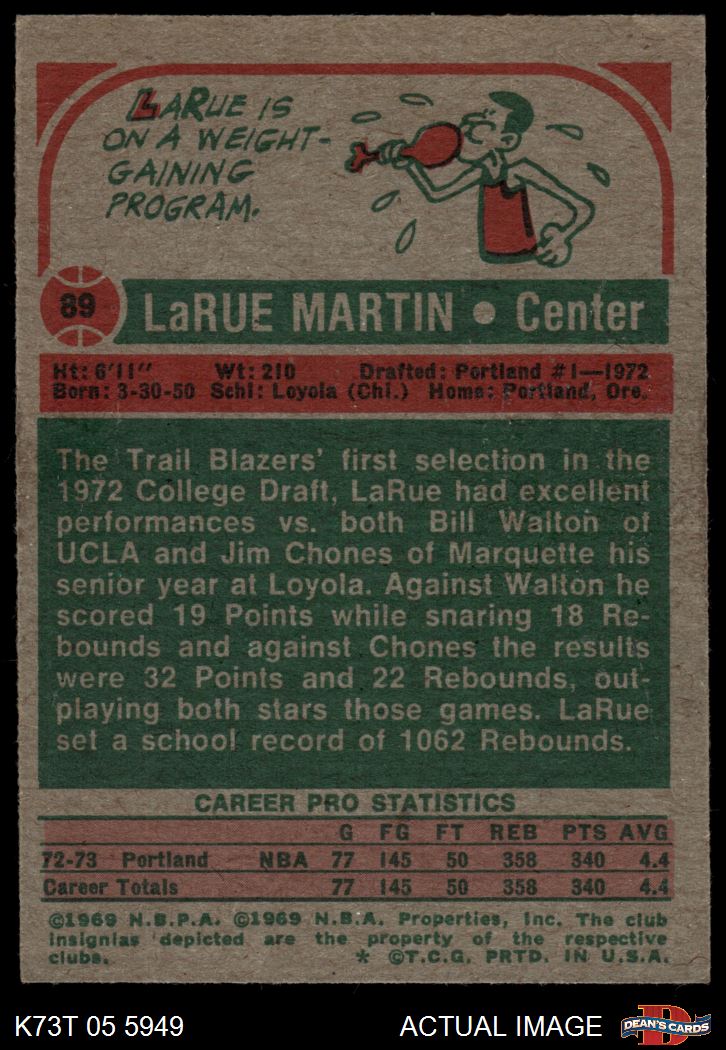 LARUE IS
ON A WEIGHT-
GAINING
PROGRAM.
89
LaRUE MARTIN • Center
Ht: 6'11" Wt: 210 Drafted: Portland #1—1972
Born: 3-30-50 Schl: Loyola (Chi.) Home: Portland, Ore.
The Trail Blazers' first selection in the
1972 College Draft, LaRue had excellent
performances vs. both Bill Walton of
UCLA and Jim Chones of Marquette his
senior year at Loyola. Against Walton he
scored 19 Points while snaring 18 Re-
bounds and against Chones the results
were 32 Points and 22 Rebounds, out-
playing both stars those games. LaRue
set a school record of 1062 Rebounds.
CAREER PRO STATISTICS
G FG FT REB PTS AVG
72-73 Portland NBA 77 145 50 358 340 4.4
Career Totals 77 145 50 358 340 4.4
©1969 N.B.P.A. ©1969 N.B.A. Properties, Inc. The club
insignias depicted are the property of the respective
clubs. * ©T.C.G. PRTD. IN U.S.A.
K73T 05 5949 ACTUAL IMAGE
D
DEAN'S CARDS